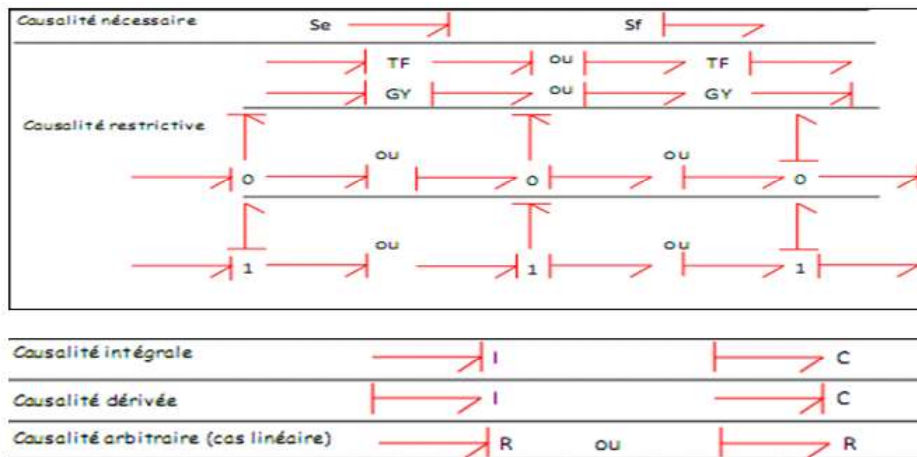 Causalité nécessaire Se Sf
TF ou TF
GY ou GY
Causalité restrictive
ou ou
0 0 0
ou ou
1 1 1
Causalité intégrale I C
Causalité dérivée I C
Causalité arbitraire (cas linéaire) R ou R